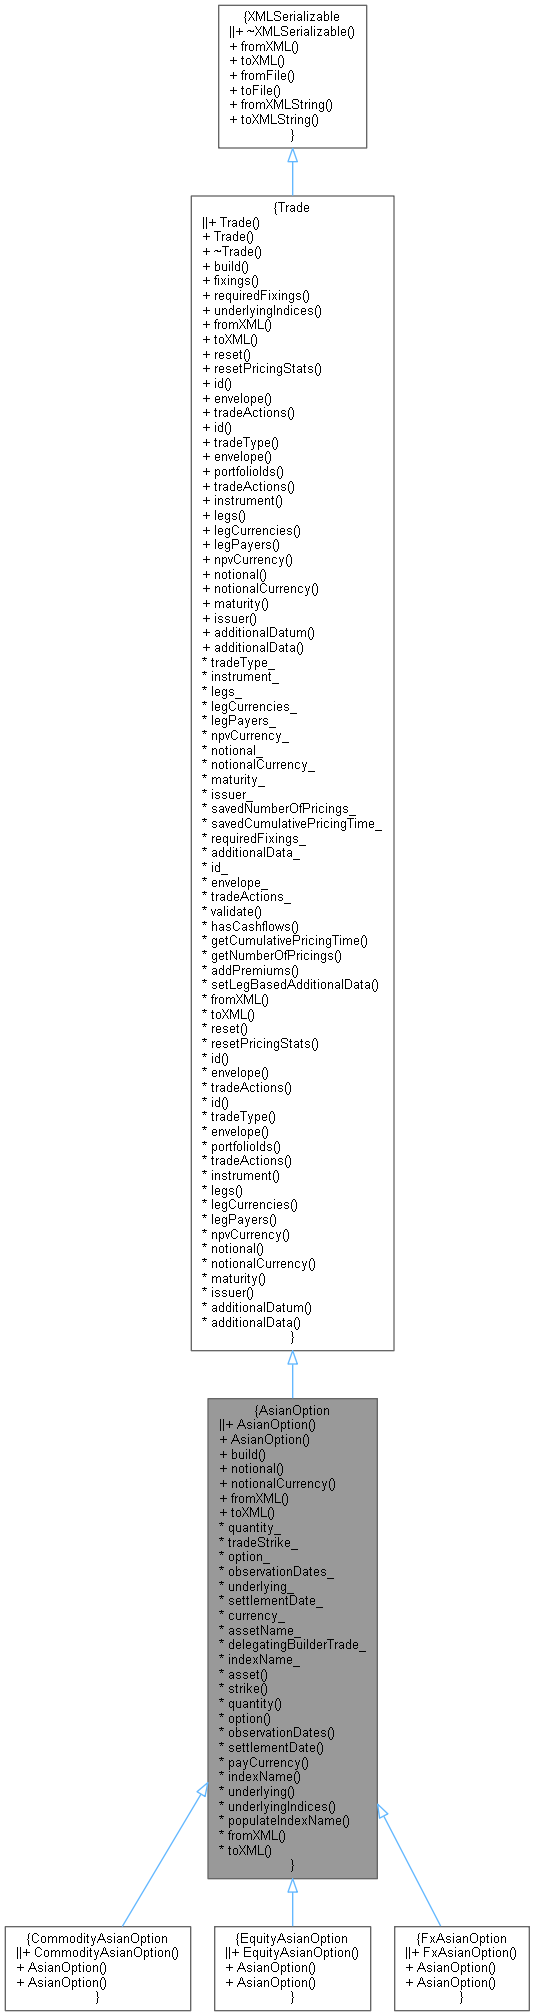 {XMLSerializable
||+ ~XMLSerializable()
+ fromXML()
+ toXML()
+ fromFile()
+ toFile()
+ fromXMLString()
+ toXMLString()
}
{Trade
||+ Trade()
+ Trade()
+ ~Trade()
+ build()
+ fixings()
+ requiredFixings()
+ underlyingIndices()
+ fromXML()
+ toXML()
+ reset()
+ resetPricingStats()
+ id()
+ envelope()
+ tradeActions()
+ id()
+ tradeType()
+ envelope()
+ portfolioIds()
+ tradeActions()
+ instrument()
+ legs()
+ legCurrencies()
+ legPayers()
+ npvCurrency()
+ notional()
+ notionalCurrency()
+ maturity()
+ issuer()
+ additionalDatum()
+ additionalData()
* tradeType_
* instrument_
* legs_
* legCurrencies_
* legPayers_
* npvCurrency_
* notional_
* notionalCurrency_
* maturity_
* issuer_
* savedNumberOfPricings_
* savedCumulativePricingTime_
* requiredFixings_
* additionalData_
* id_
* envelope_
* tradeActions_
* validate()
* hasCashflows()
* getCumulativePricingTime()
* getNumberOfPricings()
* addPremiums()
* setLegBasedAdditionalData()
* fromXML()
* toXML()
* reset()
* resetPricingStats()
* id()
* envelope()
* tradeActions()
* id()
* tradeType()
* envelope()
* portfolioIds()
* tradeActions()
* instrument()
* legs()
* legCurrencies()
* legPayers()
* npvCurrency()
* notional()
* notionalCurrency()
* maturity()
* issuer()
* additionalDatum()
* additionalData()
}
{AsianOption
||+ AsianOption()
+ AsianOption()
+ build()
+ notional()
+ notionalCurrency()
+ fromXML()
+ toXML()
* quantity_
* tradeStrike_
* option_
* observationDates_
* underlying_
* settlementDate_
* currency_
* assetName_
* delegatingBuilderTrade_
* indexName_
* asset()
* strike()
* quantity()
* option()
* observationDates()
* settlementDate()
* payCurrency()
* indexName()
* underlying()
* underlyingIndices()
* populateIndexName()
* fromXML()
* toXML()
}
{CommodityAsianOption
||+ CommodityAsianOption()
+ AsianOption()
+ AsianOption()
}
{EquityAsianOption
||+ EquityAsianOption()
+ AsianOption()
+ AsianOption()
}
{FxAsianOption
||+ FxAsianOption()
+ AsianOption()
+ AsianOption()
}